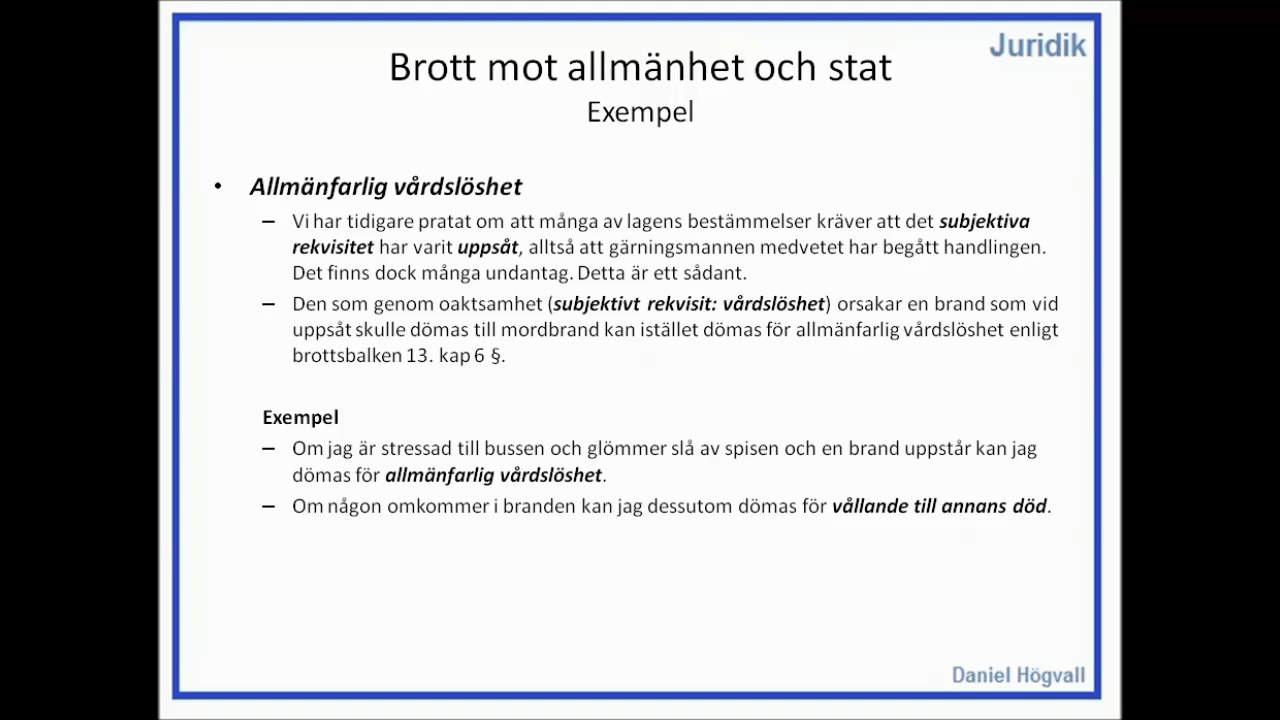 Juridik
Brott mot allmänhet och stat
Exempel
• Allmänfarlig vårdslöshet
– Vi har tidigare pratat om att många av lagens bestämmelser kräver att det subjektiva
rekvisitet har varit uppsåt, alltså att gärningsmannen medvetet har begått handlingen.
Det finns dock många undantag. Detta är ett sådant.
– Den som genom oaktsamhet (subjektivt rekvisit: vårdslöshet) orsakar en brand som vid
uppsåt skulle dömas till mordbrand kan istället dömas för allmänfarlig vårdslöshet enligt
brottsbalken 13. kap 6 §.
Exempel
– Om jag är stressad till bussen och glömmer slå av spisen och en brand uppstår kan jag
dömas för allmänfarlig vårdslöshet.
– Om någon omkommer i branden kan jag dessutom dömas för vållande till annans död.
Daniel Högvall